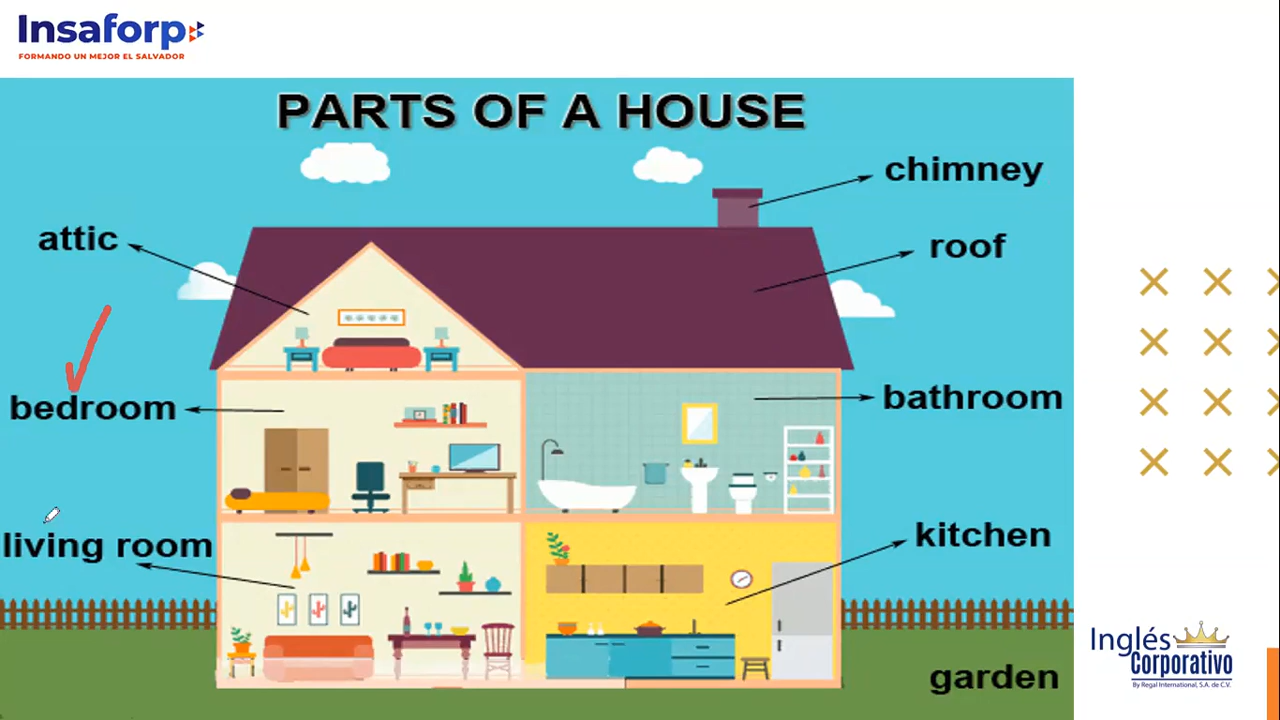 Insaforp
FORMANDO UN MEJOR EL SALVADOR
PARTS OF A HOUSE
chimney
attic
roof
bedroom
bathroom
living room
kitchen
garden
Inglés
Corporativo
By Regal International, S.A. de C.V.